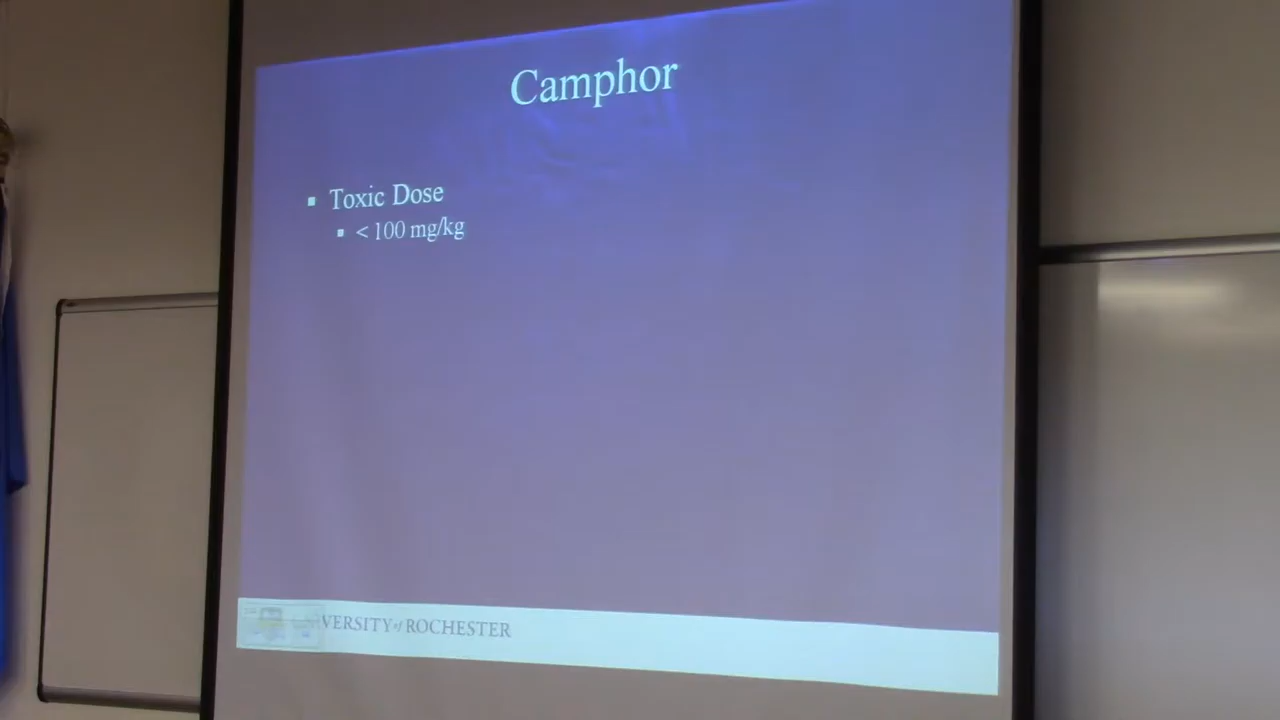 Camphor
▪ Toxic Dose
▪ < 100 mg/kg
VERSITY of ROCHESTER